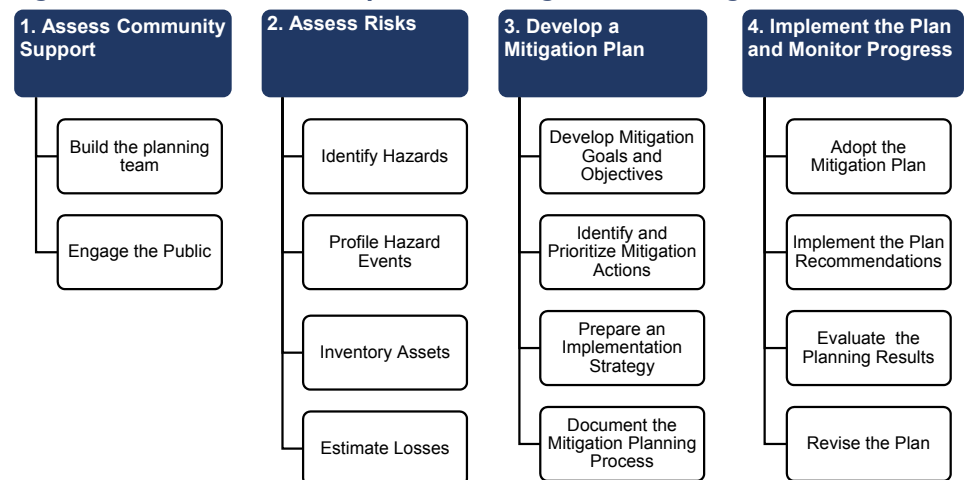 1. Assess Community
Support
Build the planning
team
Engage the Public
2. Assess Risks
Identify Hazards
Profile Hazard
Events
Inventory Assets
Estimate Losses
3. Develop a
Mitigation Plan
Develop Mitigation
Goals and
Objectives
Identify and
Prioritize Mitigation
Actions
Prepare an
Implementation
Strategy
Document the
Mitigation Planning
Process
4. Implement the Plan
and Monitor Progress
Adopt the
Mitigation Plan
Implement the Plan
Recommendations
Evaluate the
Planning Results
Revise the Plan